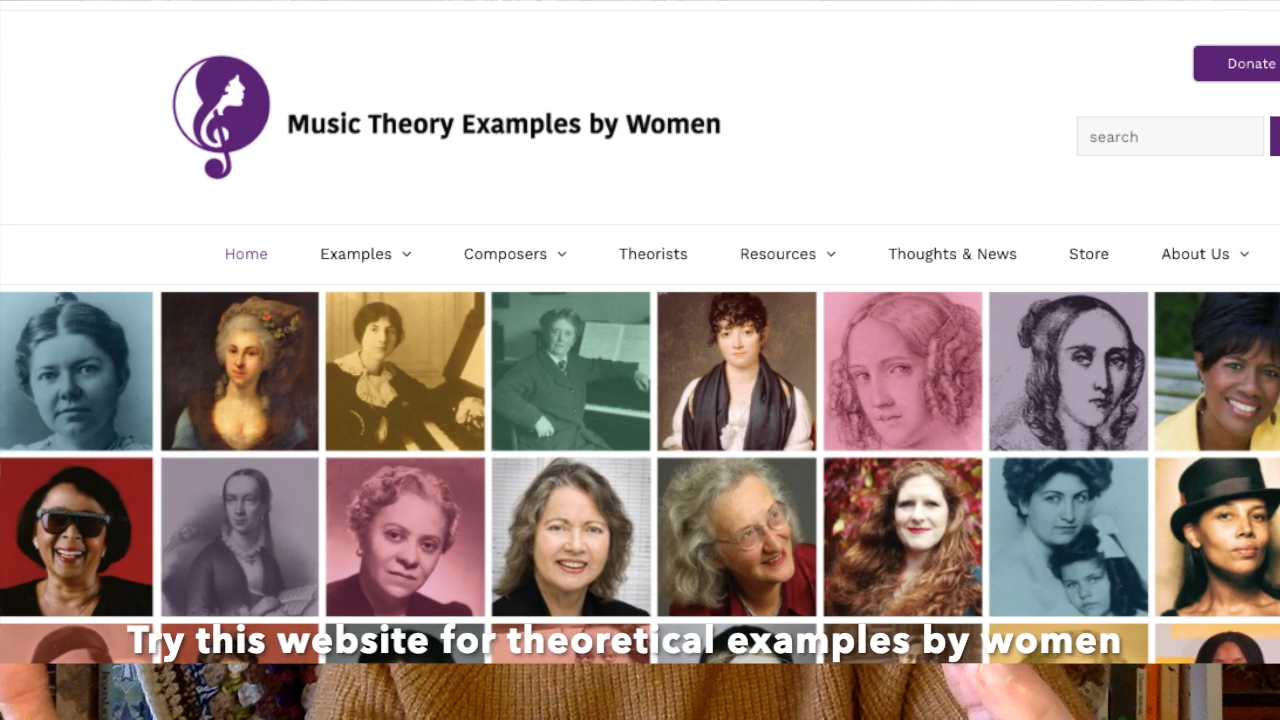 Donate
Music Theory Examples by Women
search
Home Examples Composers Theorists Resources Thoughts & News Store About Us
Try this website for theoretical examples by women